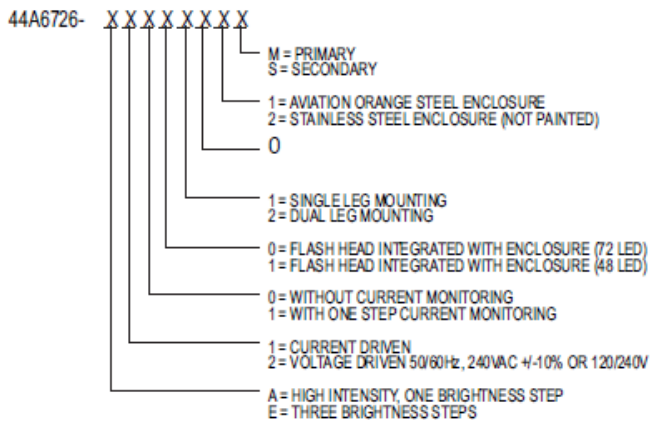 44A6726- X X X X X X X X
M = PRIMARY
S = SECONDARY
1 = AVIATION ORANGE STEEL ENCLOSURE
2 = STAINLESS STEEL ENCLOSURE (NOT PAINTED)
0
1 = SINGLE LEG MOUNTING
2 = DUAL LEG MOUNTING
0 = FLASH HEAD INTEGRATED WITH ENCLOSURE (72 LED)
1 = FLASH HEAD INTEGRATED WITH ENCLOSURE (48 LED)
0 = WITHOUT CURRENT MONITORING
1 = WITH ONE STEP CURRENT MONITORING
1 = CURRENT DRIVEN
2 = VOLTAGE DRIVEN 50/60Hz, 240VAC +/-10% OR 120/240V
A = HIGH INTENSITY, ONE BRIGHTNESS STEP
E = THREE BRIGHTNESS STEPS